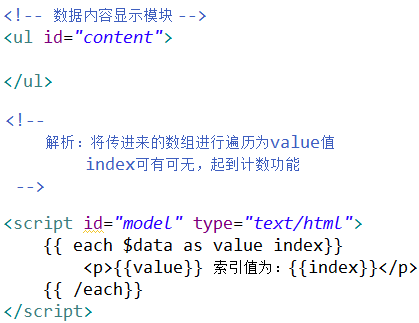 <!-- 数据内容显示模块 -->
<ul id="content">
</ul>
<!--
解析：将传进来的数组进行遍历为value值
index可有可无，起到计数功能
-->
<script id="model" type="text/html">
{{ each $data as value index}}
<p>{{value}} 索引值为：{{index}}</p>
{{ /each}}
</script>